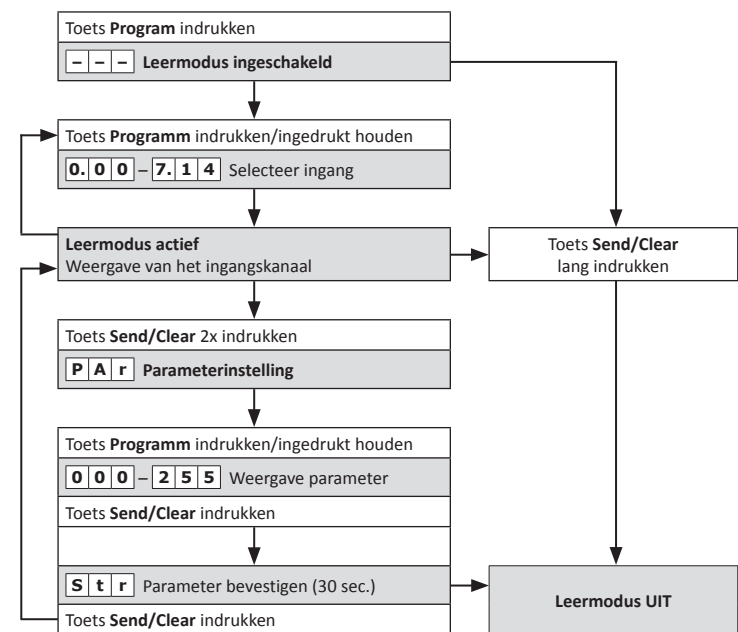 Toets Program indrukken
– – – Leermodus ingeschakeld
Toets Programm indrukken/ingedrukt houden
0. 0 0 – 7. 1 4 Selecteer ingang
Leermodus actief
Weergave van het ingangskanaal
Toets Send/Clear
lang indrukken
Toets Send/Clear 2x indrukken
P A r Parameterinstelling
Toets Programm indrukken/ingedrukt houden
0 0 0 – 2 5 5 Weergave parameter
Toets Send/Clear indrukken
S t r Parameter bevestigen (30 sec.)
Toets Send/Clear indrukken
Leermodus UIT